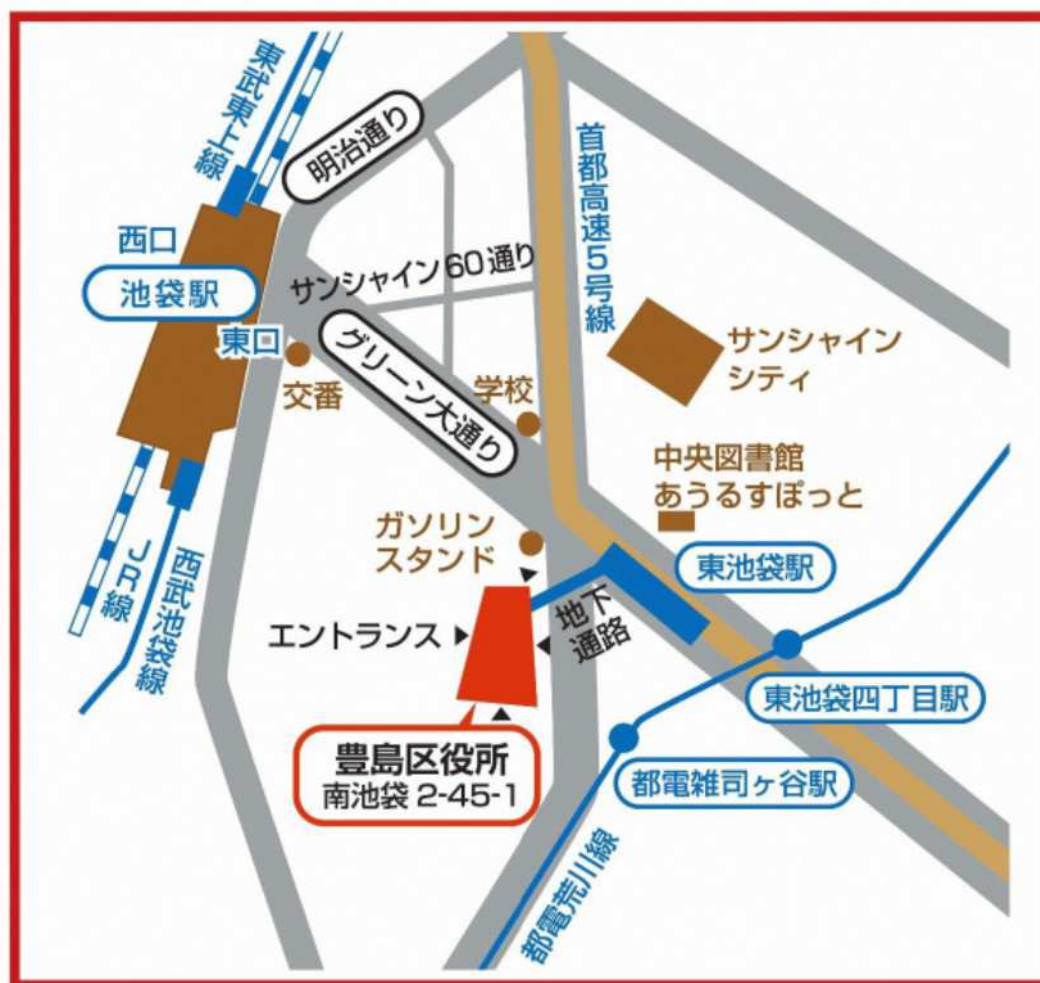 東武東上線
明治通り
首都高速5号線
西口
池袋駅
東口
サンシャイン60通り
グリーン大通り
交番
学校
サンシャイン
シティ
中央図書館
あうるすぽっと
ガソリン
スタンド
東池袋駅
JR線
西武池袋線
エントランス
地下
通路
東池袋四丁目駅
豊島区役所
南池袋 2-45-1
都電雑司ヶ谷駅
都電荒川線